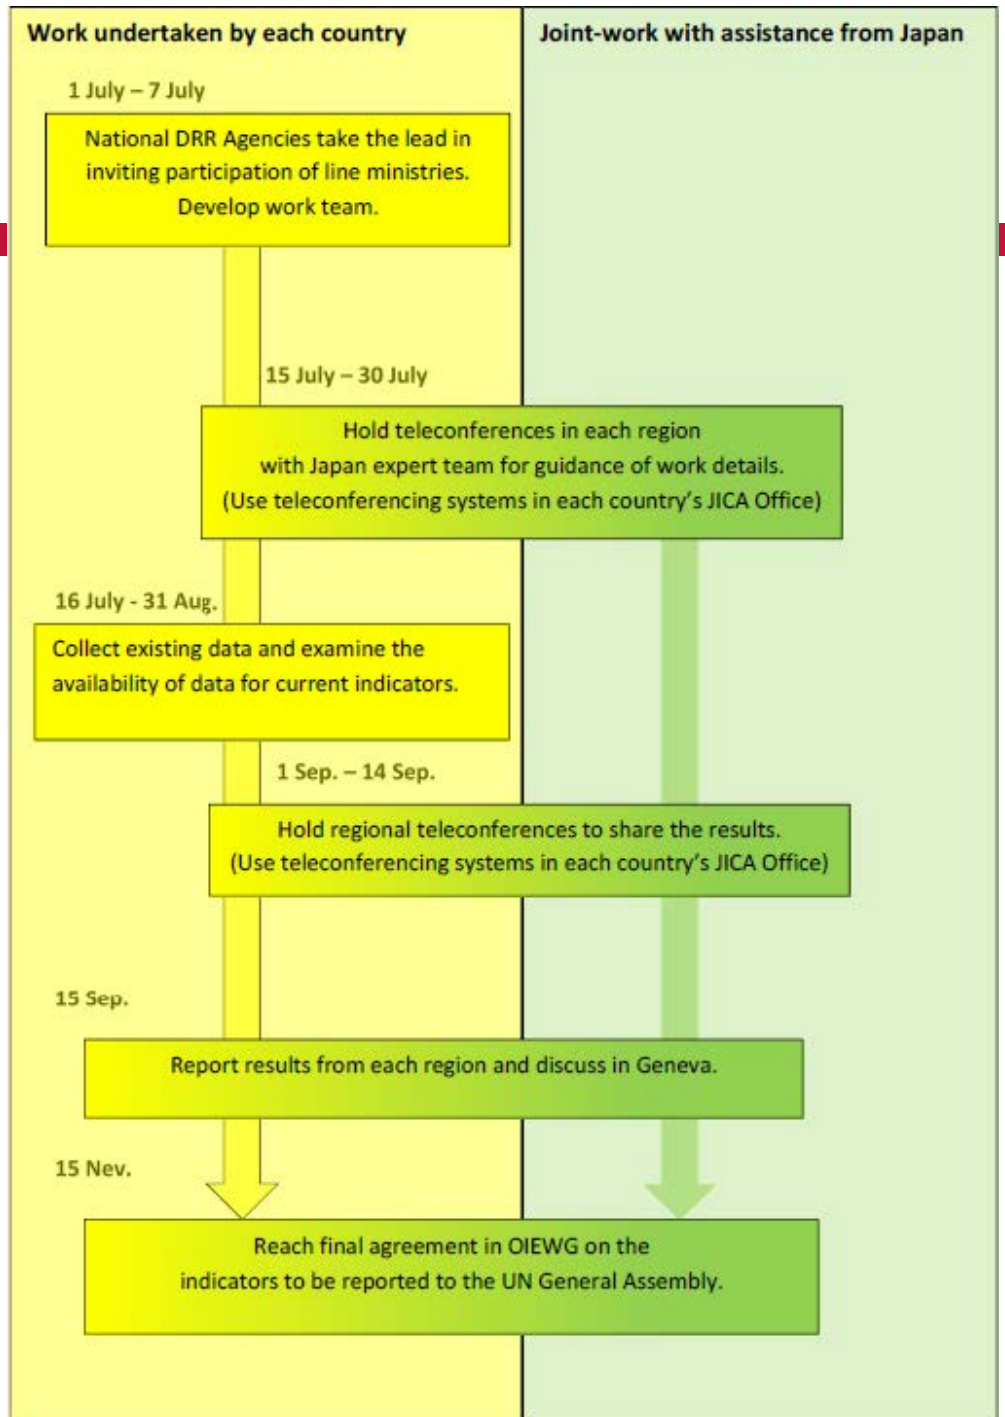 Work undertaken by each country
Joint-work with assistance from Japan
1 July – 7 July
National DRR Agencies take the lead in
inviting participation of line ministries.
Develop work team.
15 July – 30 July
Hold teleconferences in each region
with Japan expert team for guidance of work details.
(Use teleconferencing systems in each country's JICA Office)
16 July - 31 Aug.
Collect existing data and examine the
availability of data for current indicators.
1 Sep. – 14 Sep.
Hold regional teleconferences to share the results.
(Use teleconferencing systems in each country's JICA Office)
15 Sep.
Report results from each region and discuss in Geneva.
15 Nev.
Reach final agreement in OIEWG on the
indicators to be reported to the UN General Assembly.